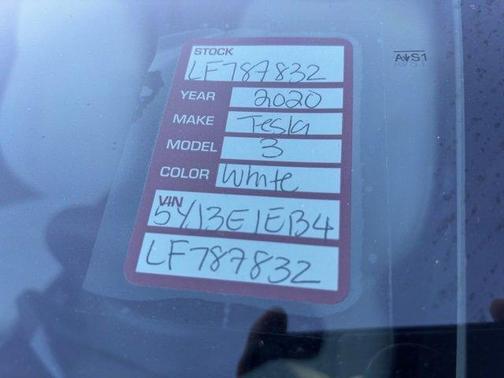 STOCK
LF787832
YEAR 2020
MAKE Tesla
MODEL 3
COLOR White
VIN
5YJ3E1EB4
LF787832
AS1